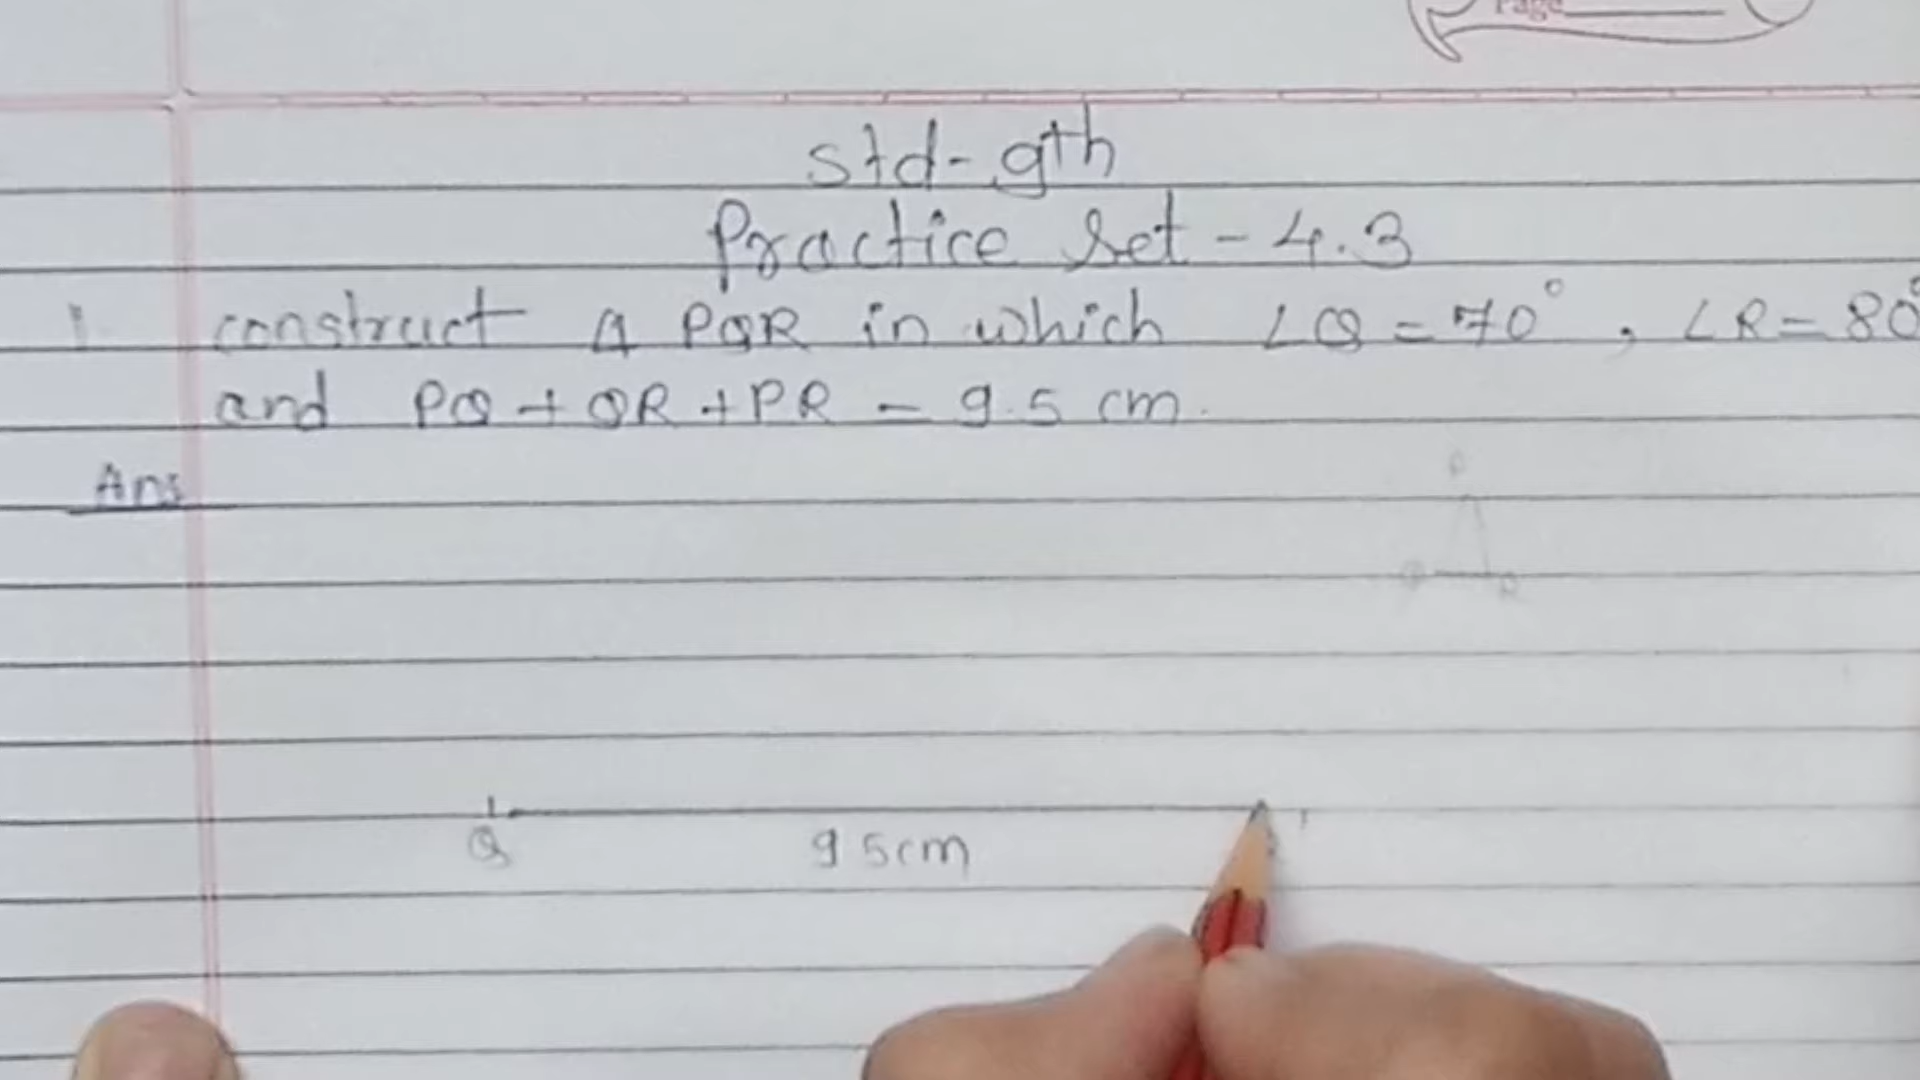 Page
Std- 9th
Practice Set - 4.3
1. construct Δ PQR in which ∠Q = 70°, ∠R = 80°
and PQ + QR + PR = 9.5 cm.
Ans
P
Q R
Q 9.5cm